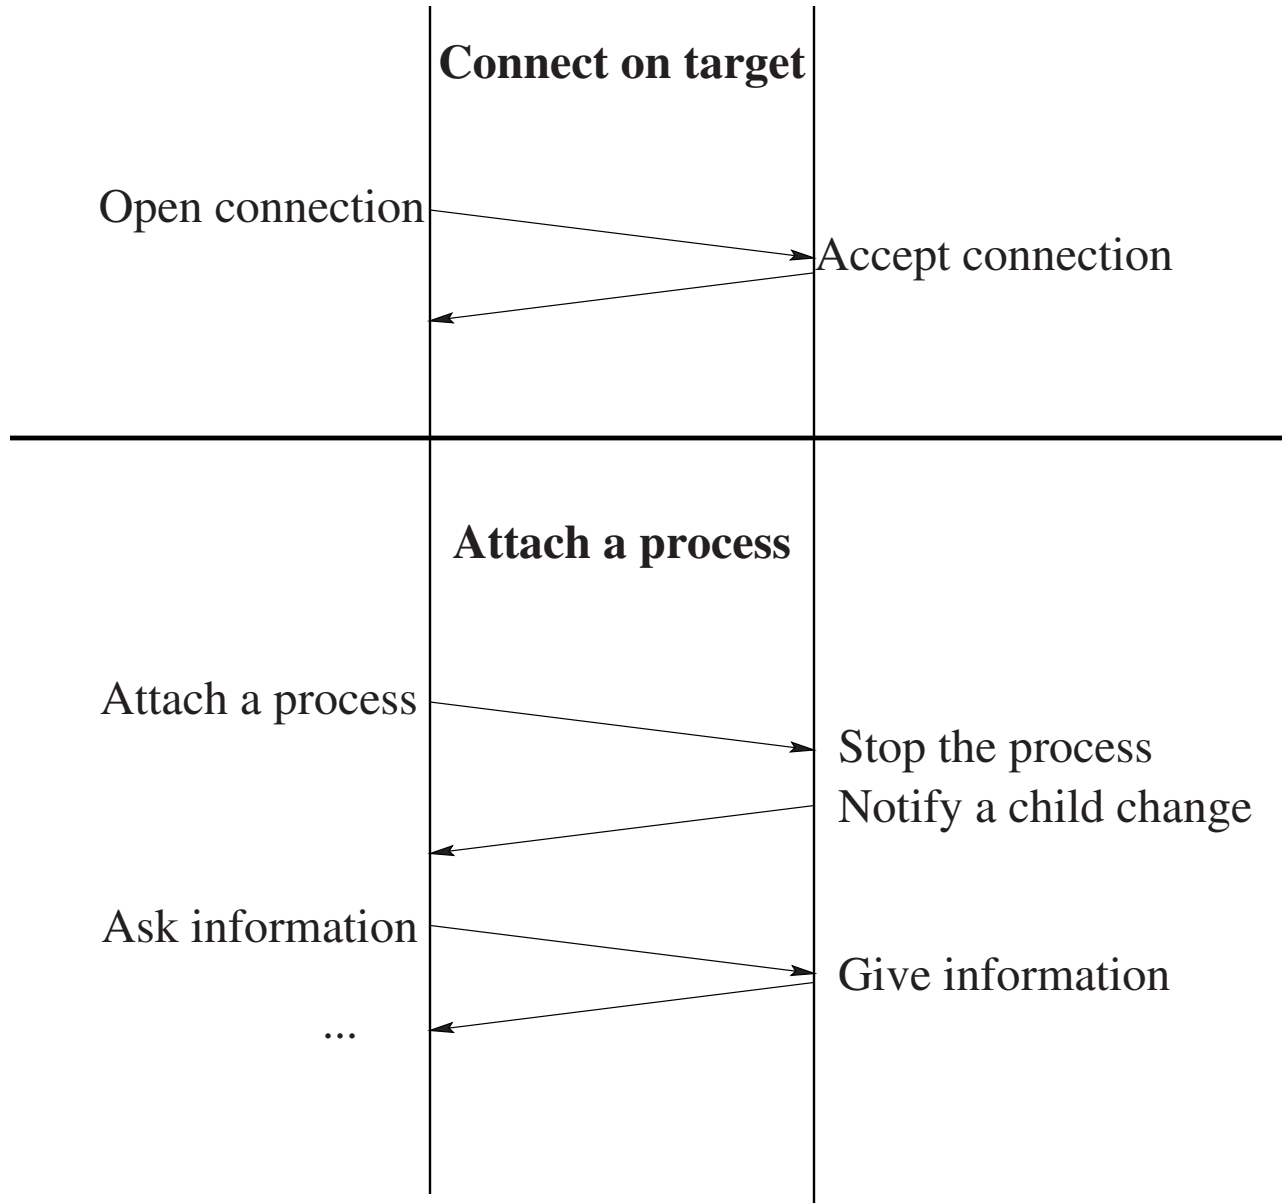 Connect on target
Open connection
Accept connection
Attach a process
Attach a process
Stop the process
Notify a child change
Ask information
Give information
...